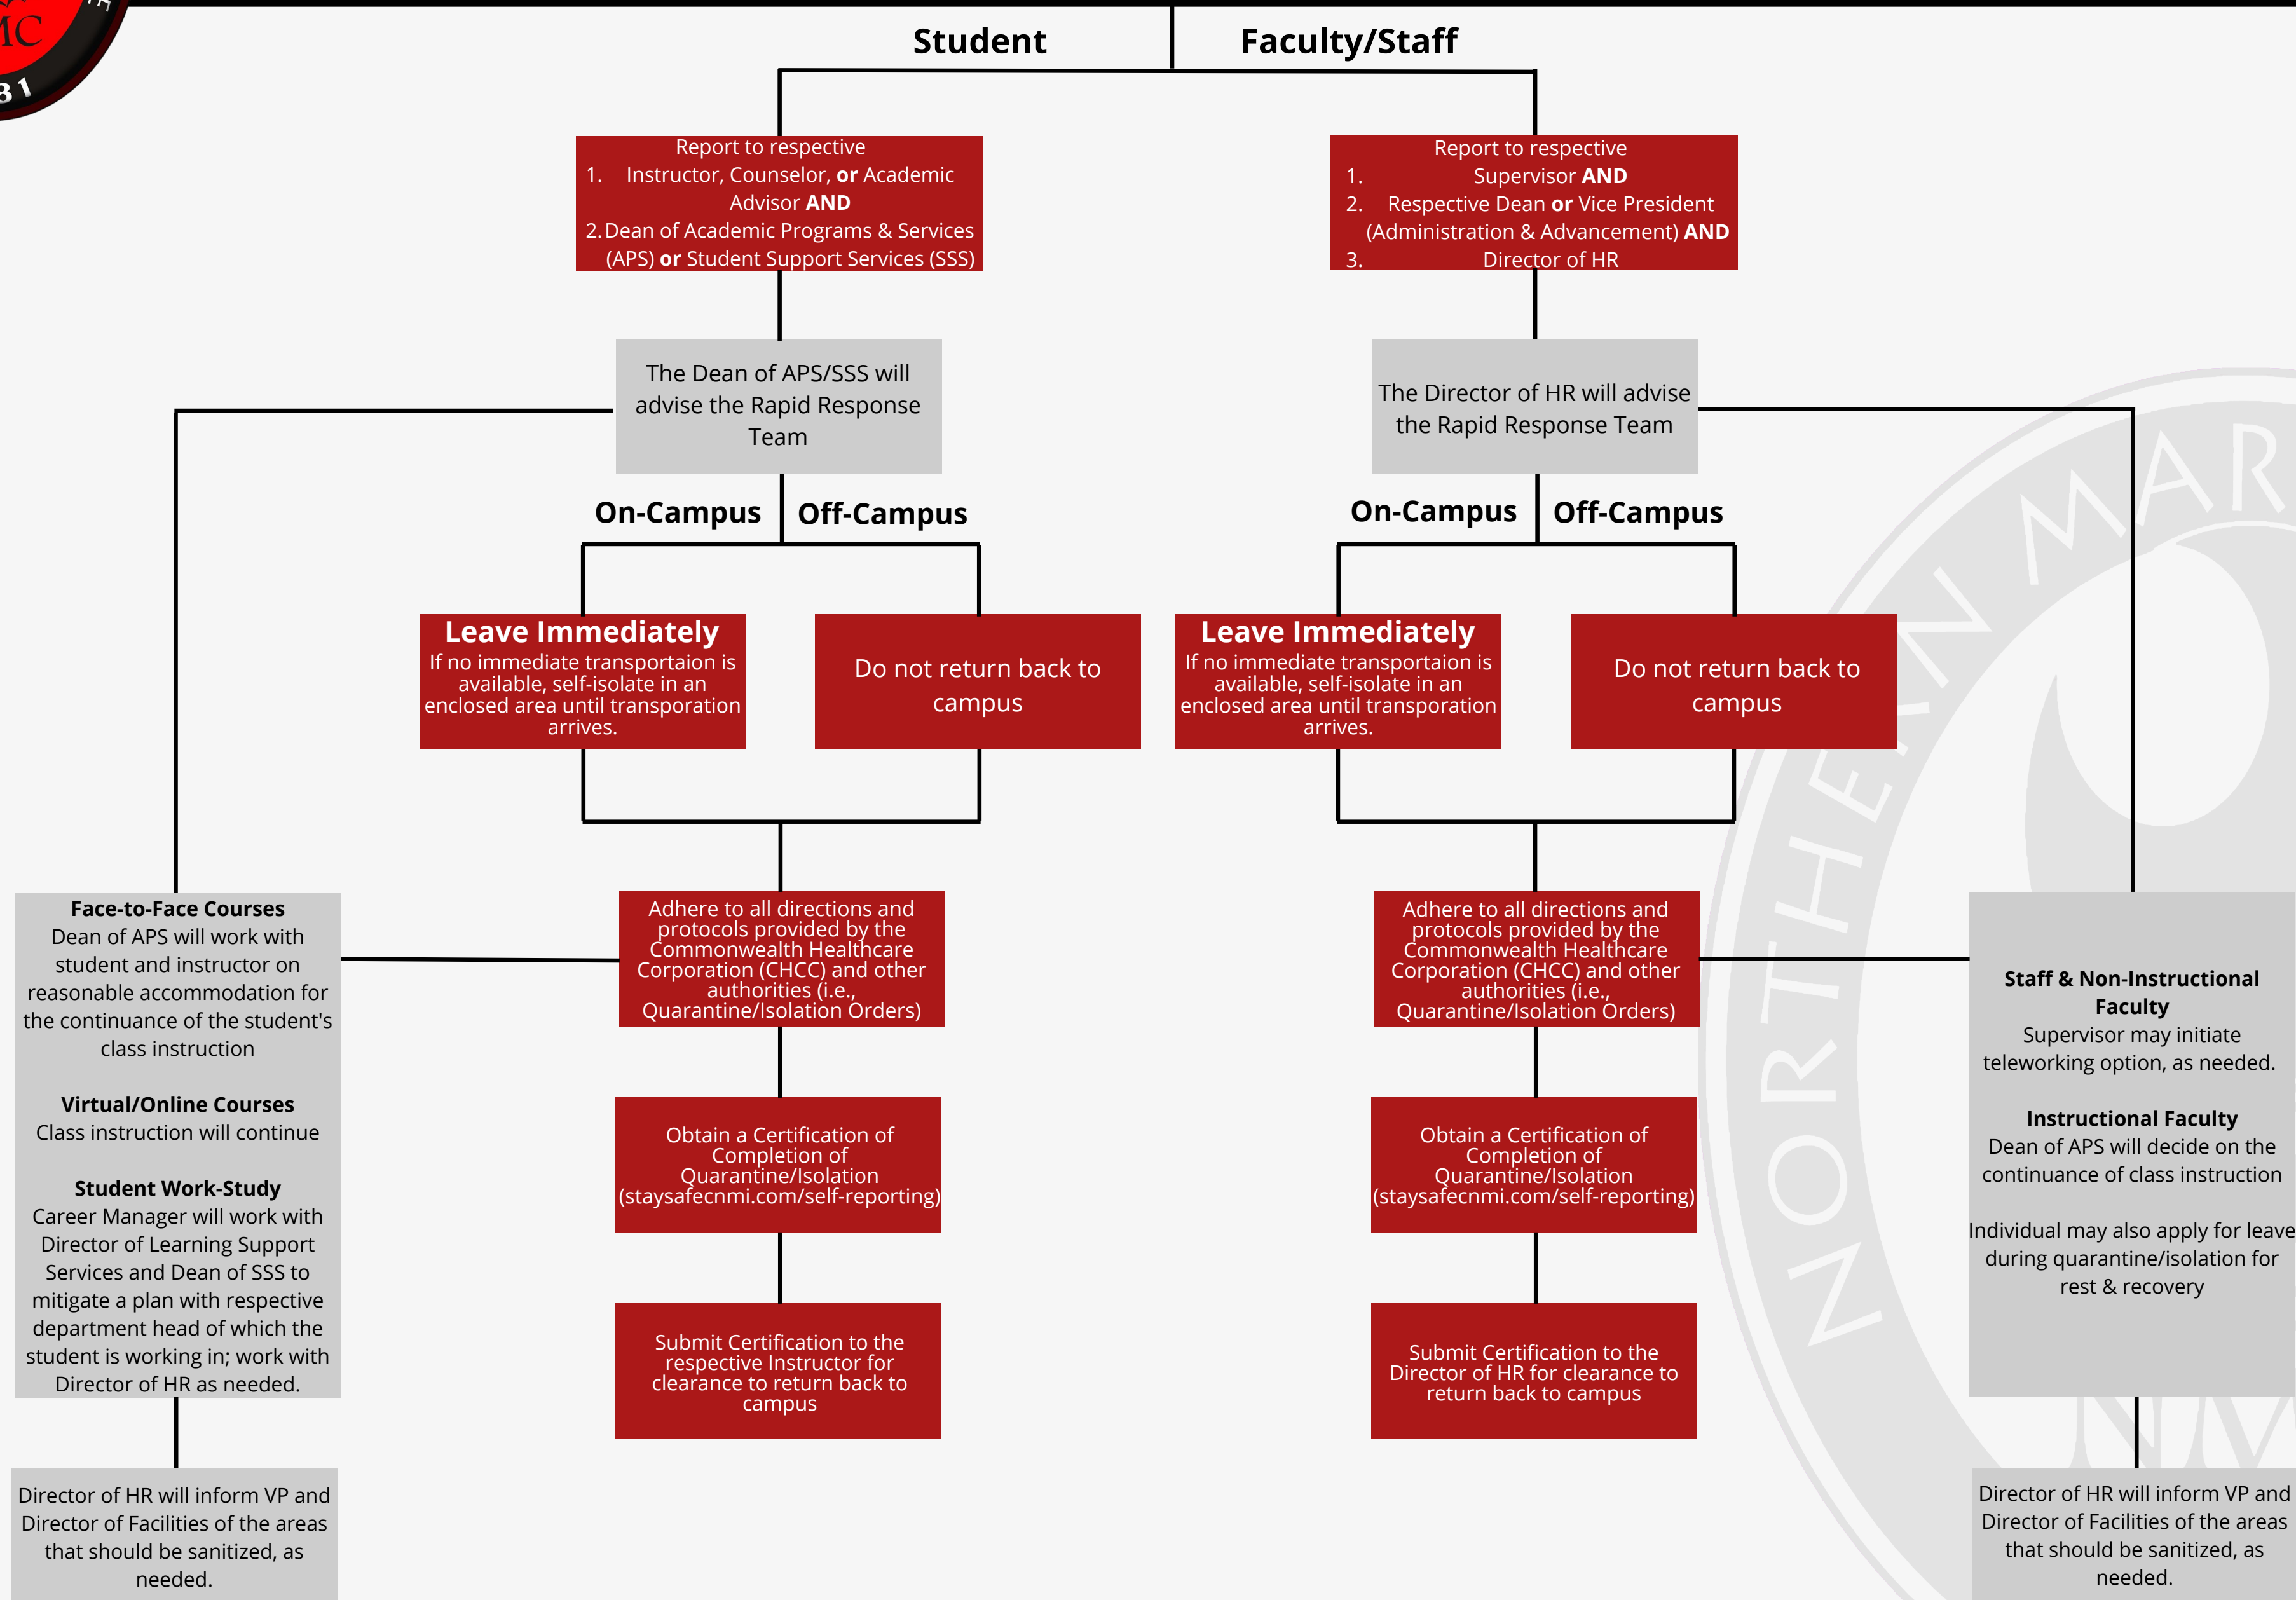 MC
81
Student
Faculty/Staff
Report to respective
1. Instructor, Counselor, or Academic
Advisor AND
2. Dean of Academic Programs & Services
(APS) or Student Support Services (SSS)
Report to respective
1. Supervisor AND
2. Respective Dean or Vice President
(Administration & Advancement) AND
3. Director of HR
The Dean of APS/SSS will
advise the Rapid Response
Team
The Director of HR will advise
the Rapid Response Team
On-Campus
Off-Campus
On-Campus
Off-Campus
Leave Immediately
If no immediate transportaion is
available, self-isolate in an
enclosed area until transporation
arrives.
Do not return back to
campus
Leave Immediately
If no immediate transportaion is
available, self-isolate in an
enclosed area until transporation
arrives.
Do not return back to
campus
Face-to-Face Courses
Dean of APS will work with
student and instructor on
reasonable accommodation for
the continuance of the student's
class instruction
Virtual/Online Courses
Class instruction will continue
Student Work-Study
Career Manager will work with
Director of Learning Support
Services and Dean of SSS to
mitigate a plan with respective
department head of which the
student is working in; work with
Director of HR as needed.
Adhere to all directions and
protocols provided by the
Commonwealth Healthcare
Corporation (CHCC) and other
authorities (i.e.,
Quarantine/Isolation Orders)
Adhere to all directions and
protocols provided by the
Commonwealth Healthcare
Corporation (CHCC) and other
authorities (i.e.,
Quarantine/Isolation Orders)
Staff & Non-Instructional
Faculty
Supervisor may initiate
teleworking option, as needed.
Instructional Faculty
Dean of APS will decide on the
continuance of class instruction
Individual may also apply for leave
during quarantine/isolation for
rest & recovery
Obtain a Certification of
Completion of
Quarantine/Isolation
(staysafecnmi.com/self-reporting)
Obtain a Certification of
Completion of
Quarantine/Isolation
(staysafecnmi.com/self-reporting)
Submit Certification to the
respective Instructor for
clearance to return back to
campus
Submit Certification to the
Director of HR for clearance to
return back to campus
Director of HR will inform VP and
Director of Facilities of the areas
that should be sanitized, as
needed.
Director of HR will inform VP and
Director of Facilities of the areas
that should be sanitized, as
needed.
NORTHERN MAR